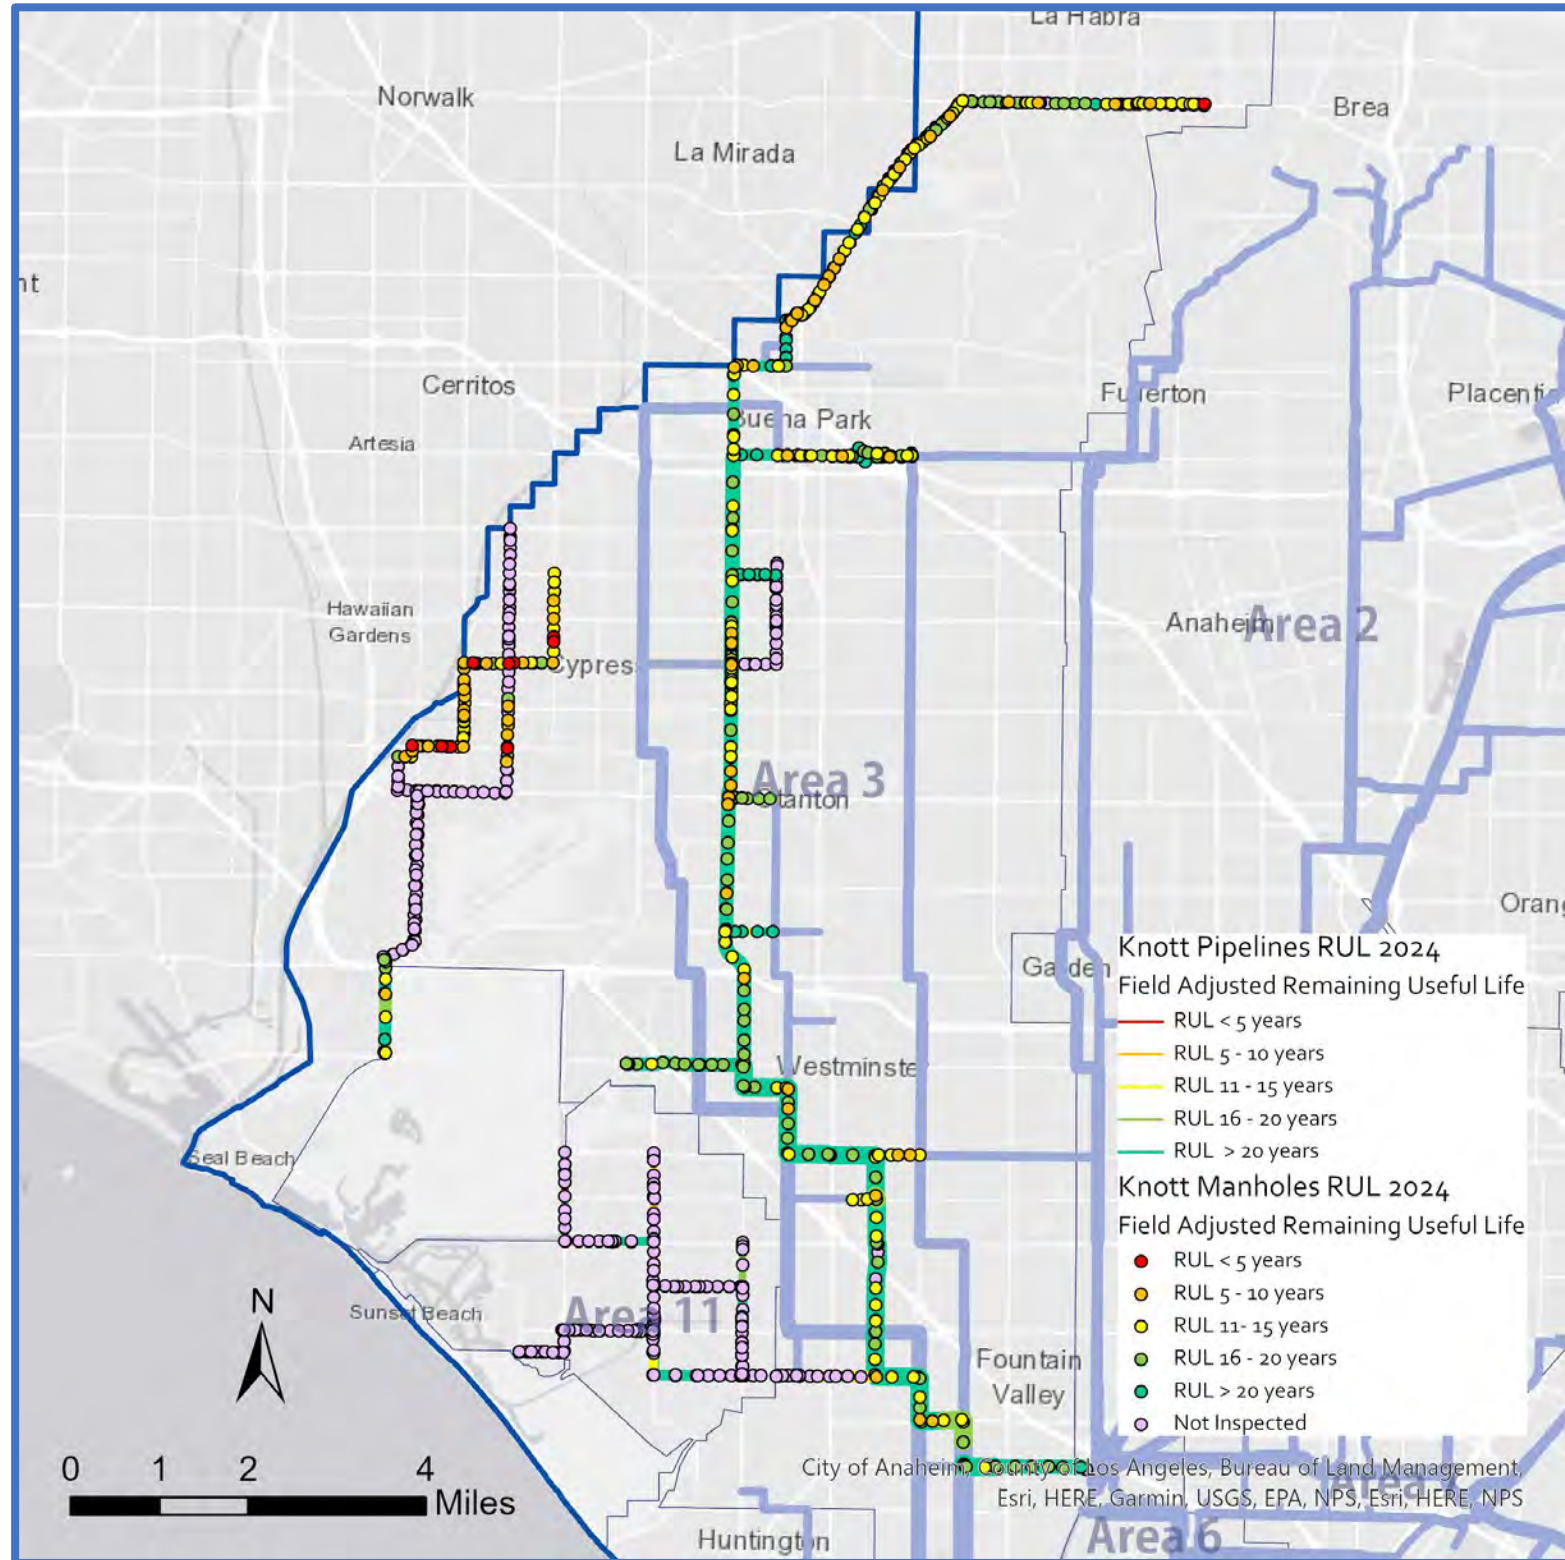 La Habra
Norwalk
Brea
La Mirada
nt
Cerritos
Fullerton
Placentia
Buena Park
Artesia
Hawaiian
Gardens
Anaheim
Area 2
Cypress
Area 3
Stanton
Orang
Knott Pipelines RUL 2024
Garden
Field Adjusted Remaining Useful Life
RUL < 5 years
RUL 5 - 10 years
Westminster
RUL 11 - 15 years
RUL 16 - 20 years
RUL > 20 years
Seal Beach
Knott Manholes RUL 2024
Field Adjusted Remaining Useful Life
RUL < 5 years
RUL 5 - 10 years
N
Sunset Beach
Area 11
RUL 11- 15 years
RUL 16 - 20 years
Fountain
Valley
RUL > 20 years
Not Inspected
0 1 2 4
Miles
City of Anaheim, County of Los Angeles, Bureau of Land Management,
Esri, HERE, Garmin, USGS, EPA, NPS, Esri, HERE, NPS
Area 6
Huntington